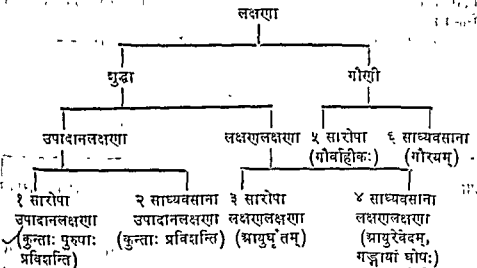 लक्षणा
शुद्धा गौणी
उपादानलक्षणा लक्षणलक्षणा ५ सारोपा ६ साध्यवसाना
(गौर्वाहीकः) (गौरयम्)
१ सारोपा २ साध्यवसाना ३ सारोपा ४ साध्यवसाना
उपादानलक्षणा उपादानलक्षणा लक्षणलक्षणा लक्षणलक्षणा
(कुन्ताः पुरुषाः (कुन्ताः प्रविशन्ति) (आयुर्घृतम्) (आयुरेवेदम्,
प्रविशन्ति) गङ्गायां घोषः)